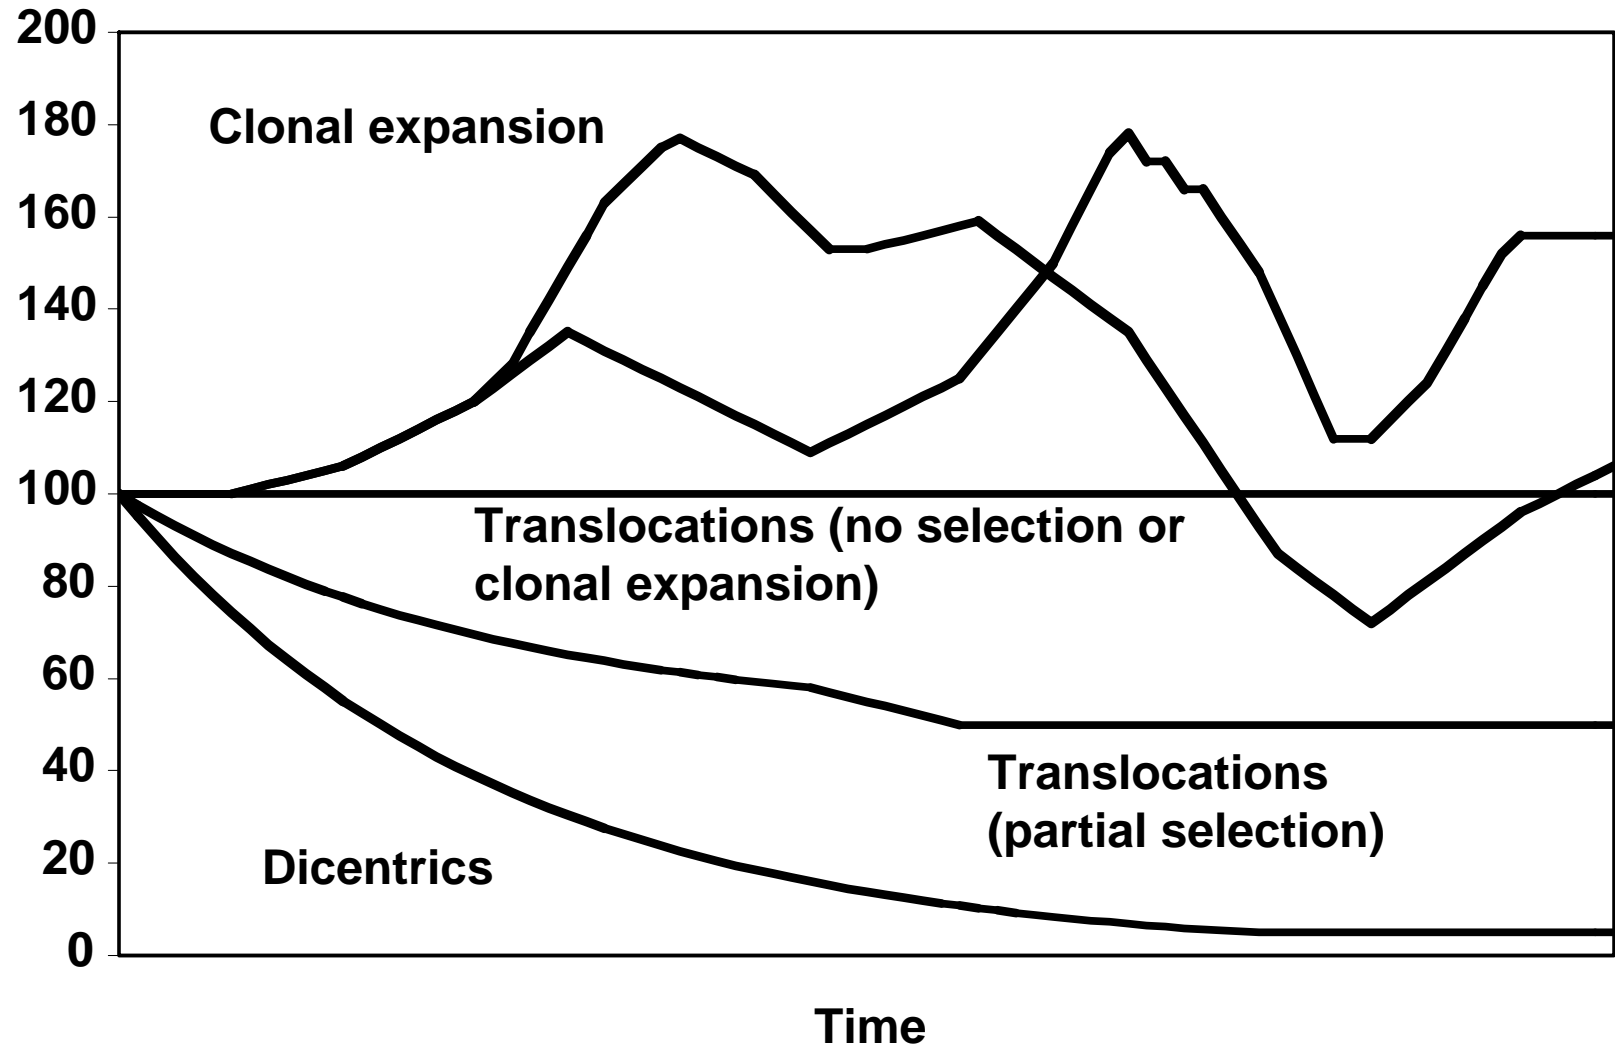 200
180
160
140
120
100
80
60
40
20
0
Clonal expansion
Translocations (no selection or
clonal expansion)
Translocations
(partial selection)
Dicentrics
Time